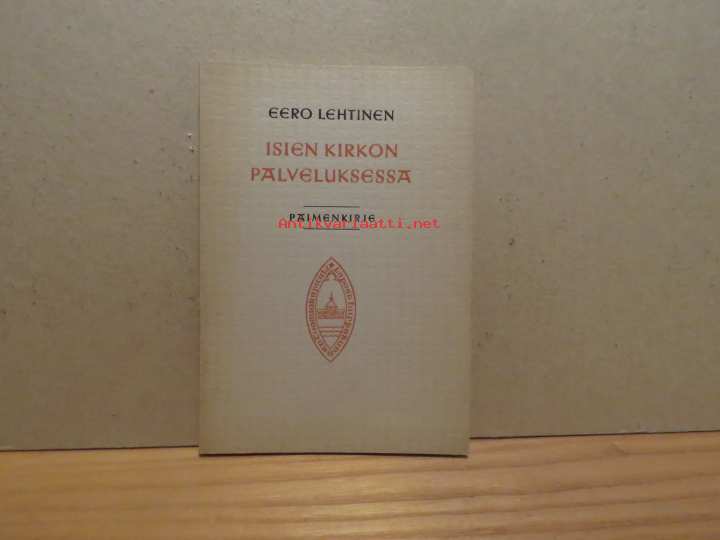 EERO LEHTINEN
ISIEN KIRKON
PALVELUKSESSA
PAIMENKIRJE
Antikvariaatti.net